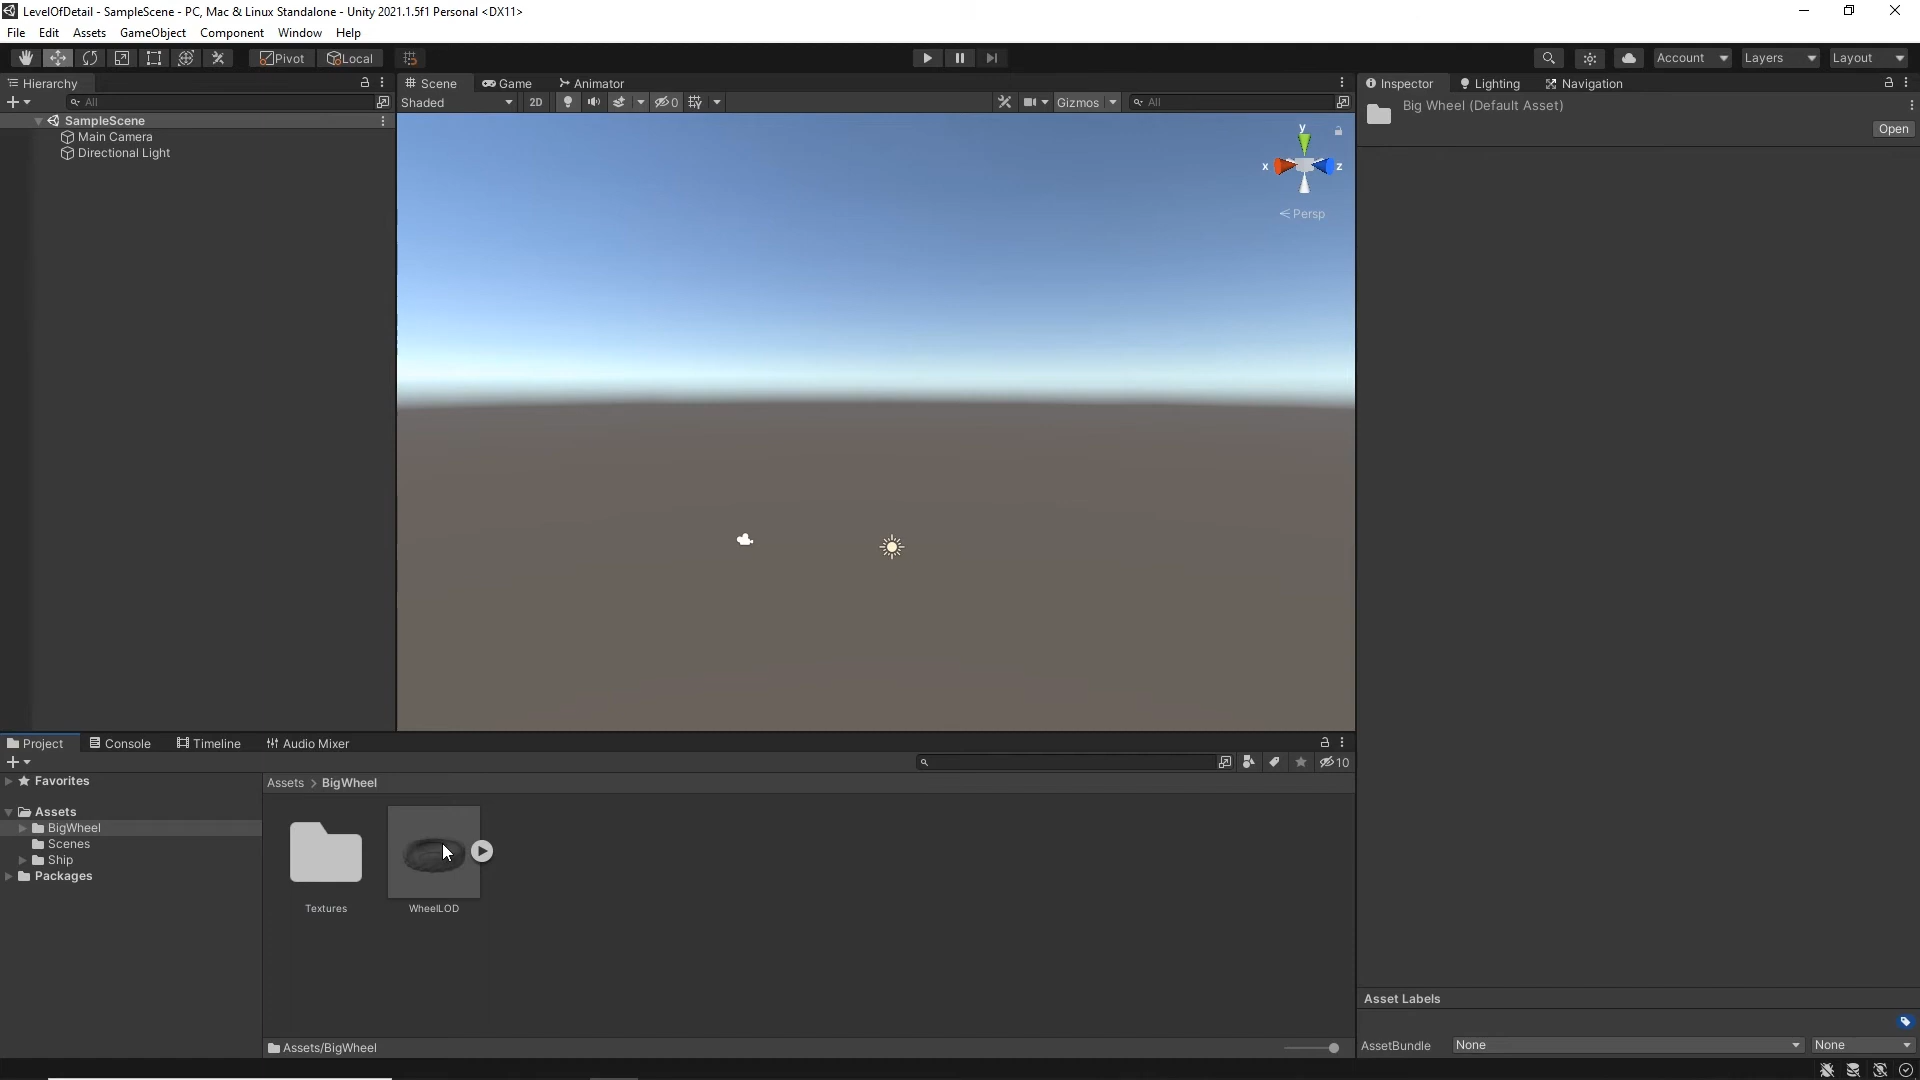 LevelOfDetail - SampleScene - PC, Mac & Linux Standalone - Unity 2021.1.5f1 Personal <DX11>
File Edit Assets GameObject Component Window Help
Pivot Local Account Layers Layout
Hierarchy Scene Game Animator Inspector Lighting Navigation
All Shaded 2D 0 Gizmos All Big Wheel (Default Asset)
Open
SampleScene
Main Camera
Directional Light
y
x z
Persp
Project Console Timeline Audio Mixer
10
Favorites Assets > BigWheel
Assets
BigWheel
Scenes
Ship
Packages
Textures WheelLOD
Asset Labels
Assets/BigWheel AssetBundle None None